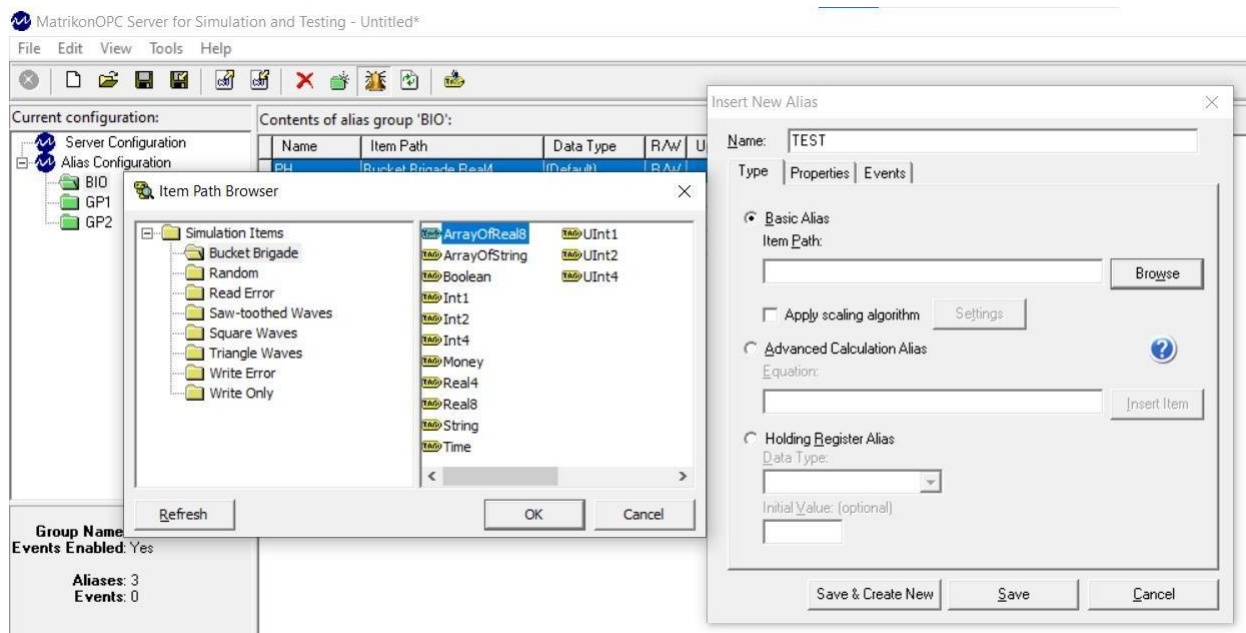 MatrikonOPC Server for Simulation and Testing - Untitled*
File Edit View Tools Help
Current configuration:
Server Configuration
Alias Configuration
BIO
GP1
GP2
Contents of alias group 'BIO':
Name Item Path Data Type R/W U
PH Bucket Brigade.Real4 (Default) R/W
Item Path Browser
Simulation Items
Bucket Brigade
Random
Read Error
Saw-toothed Waves
Square Waves
Triangle Waves
Write Error
Write Only
ArrayOfReal8
ArrayOfString
Boolean
Int1
Int2
Int4
Money
Real4
Real8
String
Time
UInt1
UInt2
UInt4
Refresh OK Cancel
Group Name
Events Enabled: Yes
Aliases: 3
Events: 0
Insert New Alias
Name: TEST
Type Properties Events
Basic Alias
Item Path:
Browse
Apply scaling algorithm Settings
Advanced Calculation Alias
Equation:
Insert Item
Holding Register Alias
Data Type:
Initial Value: (optional)
Save & Create New Save Cancel